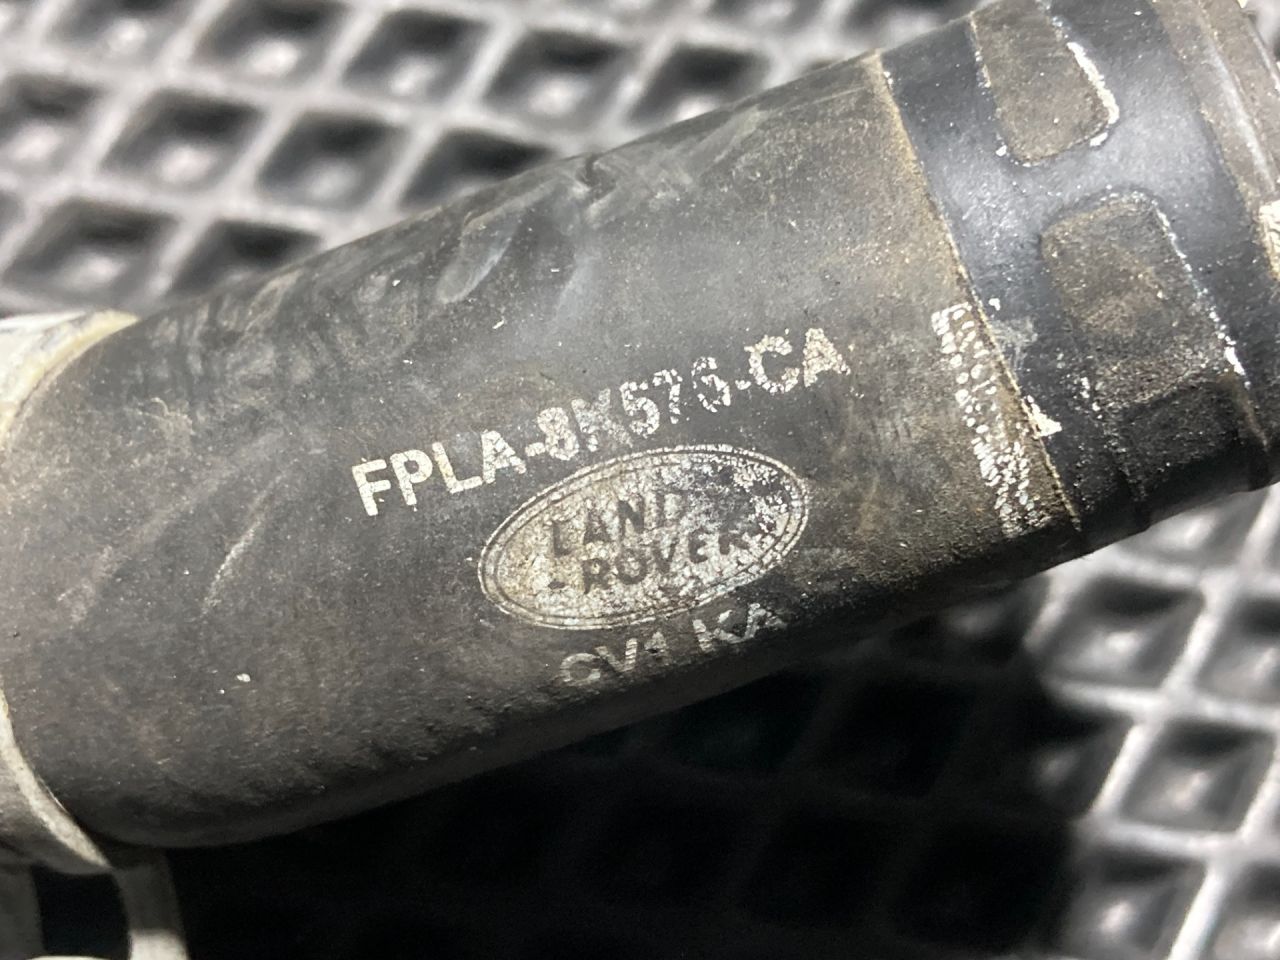 FPLA-8K576-CA
LAND
-ROVER
CV1 KA